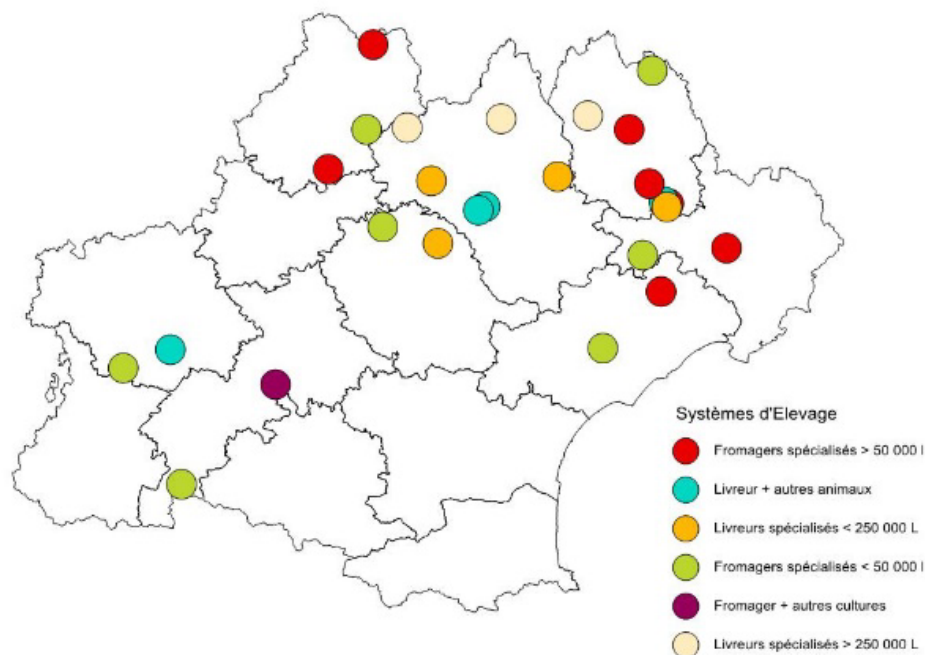 Systèmes d'Elevage
Fromagers spécialisés > 50 000 l
Livreur + autres animaux
Livreurs spécialisés < 250 000 L
Fromagers spécialisés < 50 000 l
Fromager + autres cultures
Livreurs spécialisés > 250 000 L